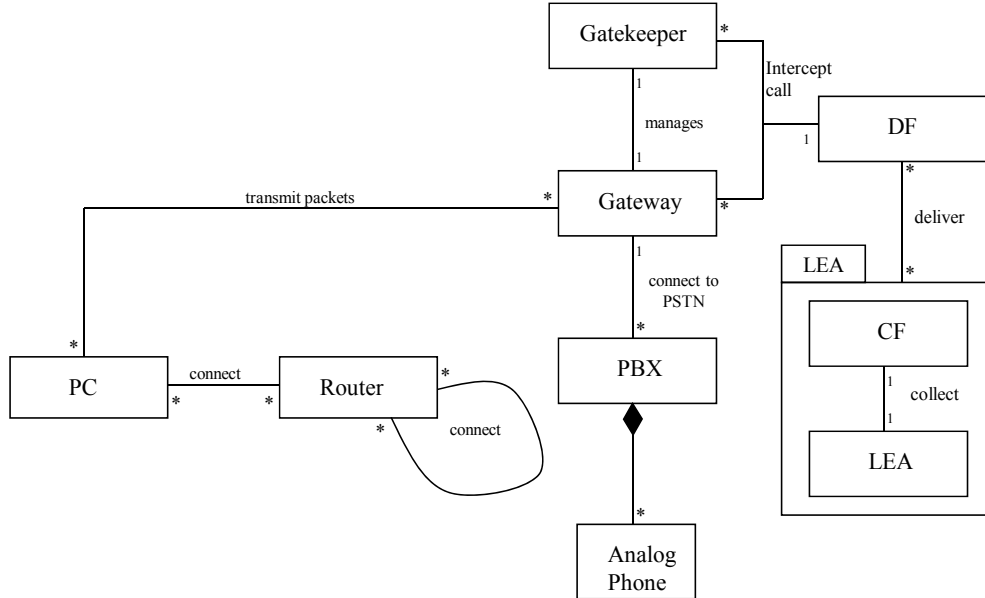 Gatekeeper
*
1
Intercept
call
manages
DF
1
1
*
transmit packets
*
Gateway
*
deliver
1
LEA
*
connect to
PSTN
CF
*
*
PBX
1
collect
PC
connect
Router
*
*
*
1
*
connect
LEA
*
Analog
Phone